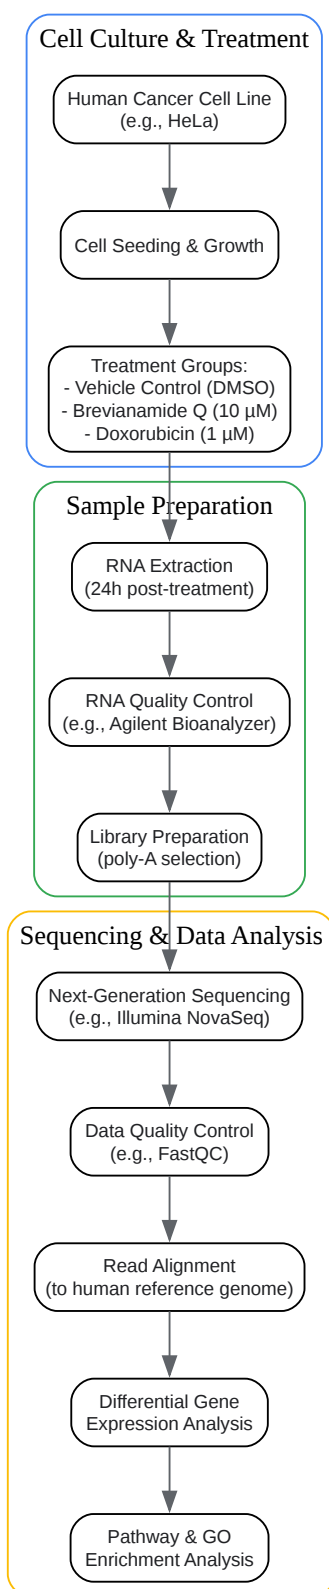 Cell Culture & Treatment
Human Cancer Cell Line
(e.g., HeLa)
Cell Seeding & Growth
Treatment Groups:
- Vehicle Control (DMSO)
- Brevianamide Q (10 µM)
- Doxorubicin (1 µM)
Sample Preparation
RNA Extraction
(24h post-treatment)
RNA Quality Control
(e.g., Agilent Bioanalyzer)
Library Preparation
(poly-A selection)
Sequencing & Data Analysis
Next-Generation Sequencing
(e.g., Illumina NovaSeq)
Data Quality Control
(e.g., FastQC)
Read Alignment
(to human reference genome)
Differential Gene
Expression Analysis
Pathway & GO
Enrichment Analysis